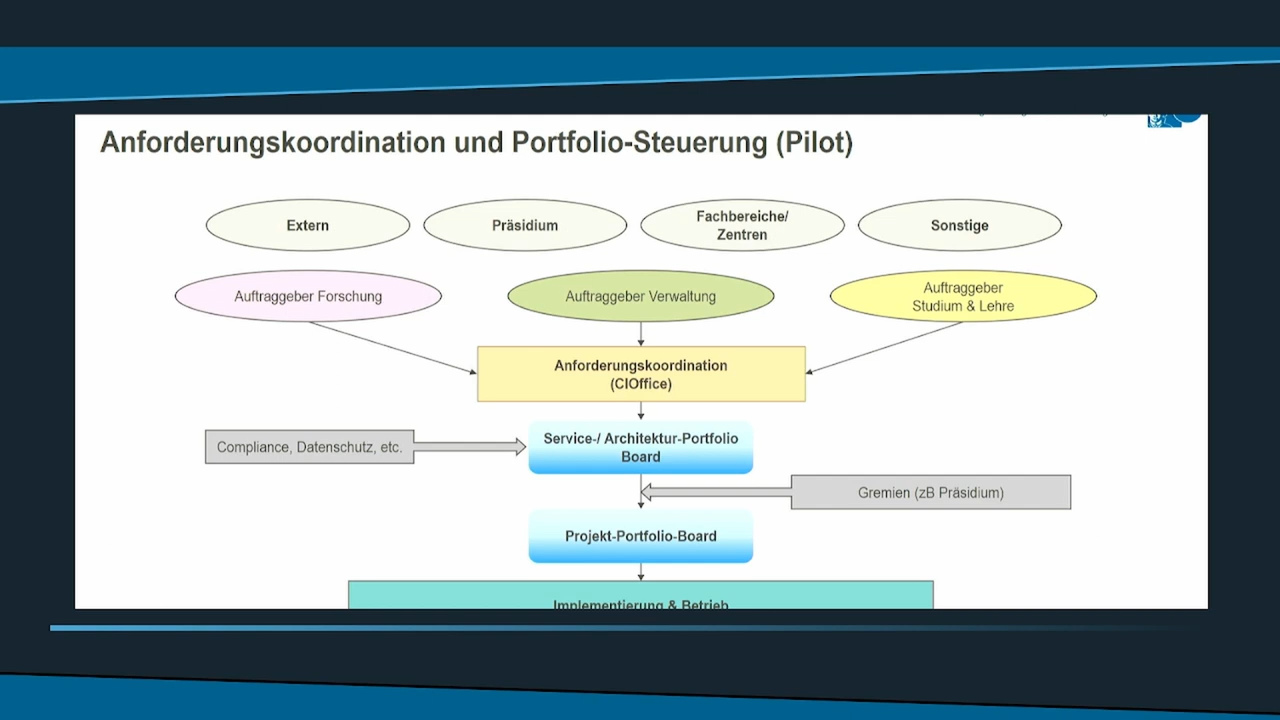 Anforderungskoordination und Portfolio-Steuerung (Pilot)
Extern
Präsidium
Fachbereiche/
Zentren
Sonstige
Auftraggeber Forschung
Auftraggeber Verwaltung
Auftraggeber
Studium & Lehre
Anforderungskoordination
(CIOffice)
Compliance, Datenschutz, etc.
Service-/ Architektur-Portfolio
Board
Gremien (zB Präsidium)
Projekt-Portfolio-Board
Implementierung & Betrieb